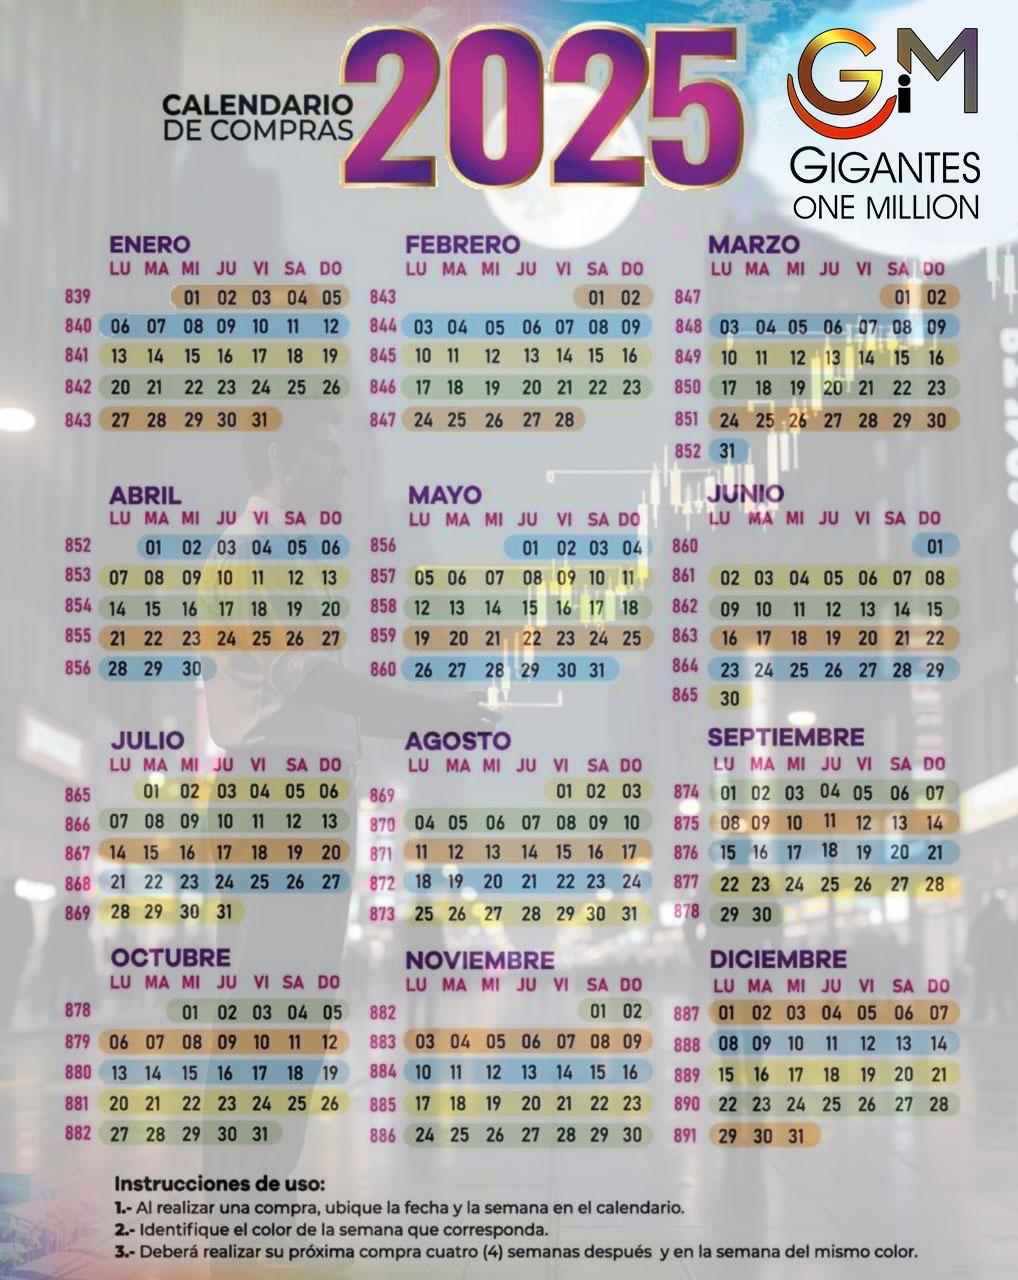 CALENDARIO
DE COMPRAS
2025
GiM
GIGANTES
ONE MILLION
ENERO
LU MA MI JU VI SA DO
839 01 02 03 04 05
840 06 07 08 09 10 11 12
841 13 14 15 16 17 18 19
842 20 21 22 23 24 25 26
843 27 28 29 30 31
FEBRERO
LU MA MI JU VI SA DO
843 01 02
844 03 04 05 06 07 08 09
845 10 11 12 13 14 15 16
846 17 18 19 20 21 22 23
847 24 25 26 27 28
MARZO
LU MA MI JU VI SA DO
847 01 02
848 03 04 05 06 07 08 09
849 10 11 12 13 14 15 16
850 17 18 19 20 21 22 23
851 24 25 26 27 28 29 30
852 31
ABRIL
LU MA MI JU VI SA DO
852 01 02 03 04 05 06
853 07 08 09 10 11 12 13
854 14 15 16 17 18 19 20
855 21 22 23 24 25 26 27
856 28 29 30
MAYO
LU MA MI JU VI SA DO
856 01 02 03 04
857 05 06 07 08 09 10 11
858 12 13 14 15 16 17 18
859 19 20 21 22 23 24 25
860 26 27 28 29 30 31
JUNIO
LU MA MI JU VI SA DO
860 01
861 02 03 04 05 06 07 08
862 09 10 11 12 13 14 15
863 16 17 18 19 20 21 22
864 23 24 25 26 27 28 29
865 30
JULIO
LU MA MI JU VI SA DO
865 01 02 03 04 05 06
866 07 08 09 10 11 12 13
867 14 15 16 17 18 19 20
868 21 22 23 24 25 26 27
869 28 29 30 31
AGOSTO
LU MA MI JU VI SA DO
869 01 02 03
870 04 05 06 07 08 09 10
871 11 12 13 14 15 16 17
872 18 19 20 21 22 23 24
873 25 26 27 28 29 30 31
SEPTIEMBRE
LU MA MI JU VI SA DO
874 01 02 03 04 05 06 07
875 08 09 10 11 12 13 14
876 15 16 17 18 19 20 21
877 22 23 24 25 26 27 28
878 29 30
OCTUBRE
LU MA MI JU VI SA DO
878 01 02 03 04 05
879 06 07 08 09 10 11 12
880 13 14 15 16 17 18 19
881 20 21 22 23 24 25 26
882 27 28 29 30 31
NOVIEMBRE
LU MA MI JU VI SA DO
882 01 02
883 03 04 05 06 07 08 09
884 10 11 12 13 14 15 16
885 17 18 19 20 21 22 23
886 24 25 26 27 28 29 30
DICIEMBRE
LU MA MI JU VI SA DO
887 01 02 03 04 05 06 07
888 08 09 10 11 12 13 14
889 15 16 17 18 19 20 21
890 22 23 24 25 26 27 28
891 29 30 31
Instrucciones de uso:
1.- Al realizar una compra, ubique la fecha y la semana en el calendario.
2.- Identifique el color de la semana que corresponda.
3.- Deberá realizar su próxima compra cuatro (4) semanas después y en la semana del mismo color.